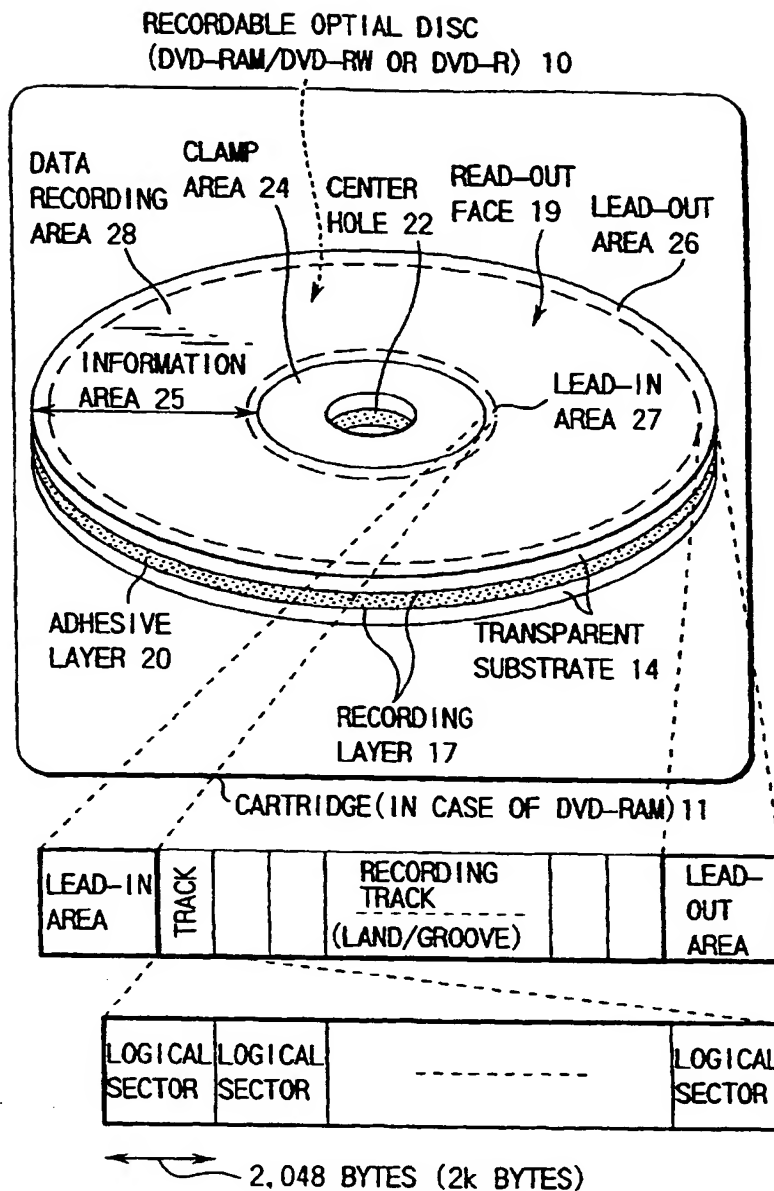 RECORDABLE OPTIAL DISC
(DVD-RAM/DVD-RW OR DVD-R) 10
DATA
RECORDING
AREA 28
CLAMP
AREA 24
CENTER
HOLE 22
READ-OUT
FACE 19
LEAD-OUT
AREA 26
INFORMATION
AREA 25
LEAD-IN
AREA 27
ADHESIVE
LAYER 20
TRANSPARENT
SUBSTRATE 14
RECORDING
LAYER 17
CARTRIDGE(IN CASE OF DVD-RAM)11
LEAD-IN
AREA
TRACK
RECORDING
TRACK
(LAND/GROOVE)
LEAD-
OUT
AREA
LOGICAL
SECTOR
LOGICAL
SECTOR
LOGICAL
SECTOR
2,048 BYTES (2k BYTES)